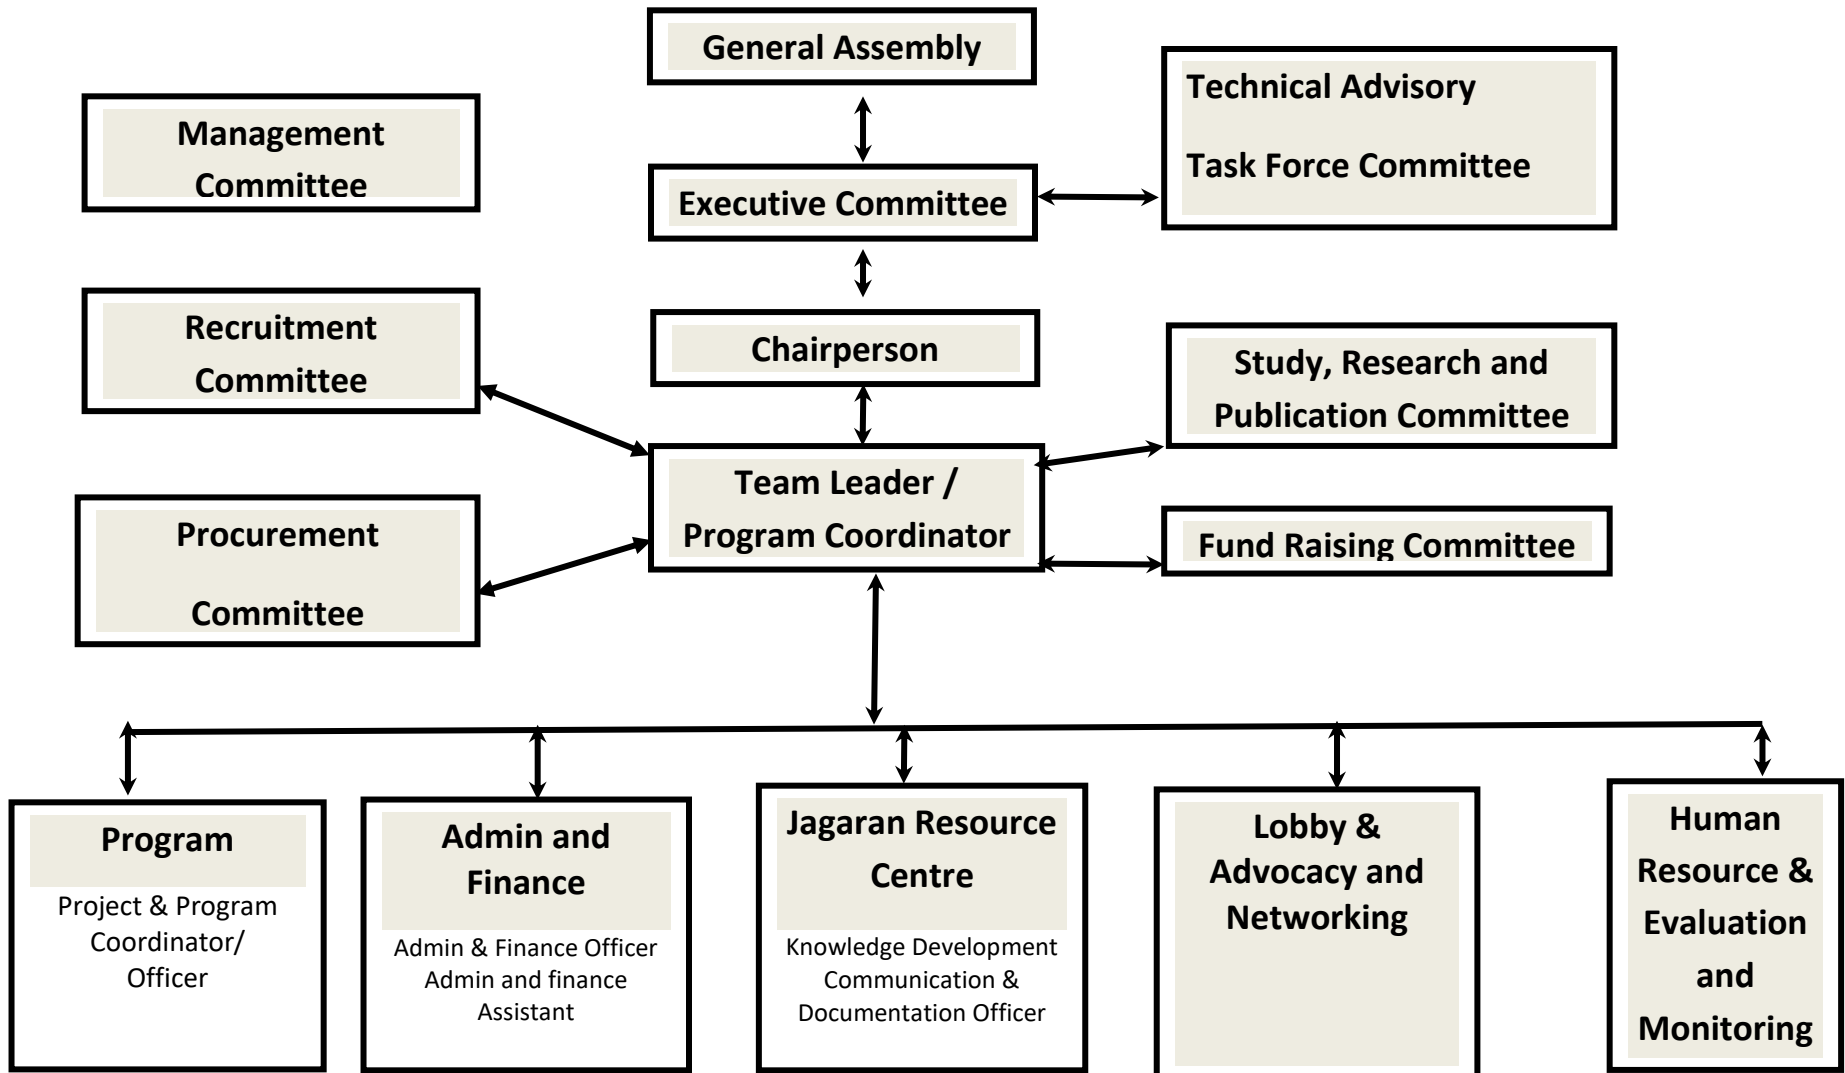 General Assembly
Technical Advisory
Task Force Committee
Management
Committee
Executive Committee
Recruitment
Committee
Chairperson
Study, Research and
Publication Committee
Team Leader /
Program Coordinator
Procurement
Committee
Fund Raising Committee
Program
Project & Program
Coordinator/
Officer
Admin and
Finance
Admin & Finance Officer
Admin and finance
Assistant
Jagaran Resource
Centre
Knowledge Development
Communication &
Documentation Officer
Lobby &
Advocacy and
Networking
Human
Resource &
Evaluation
and
Monitoring